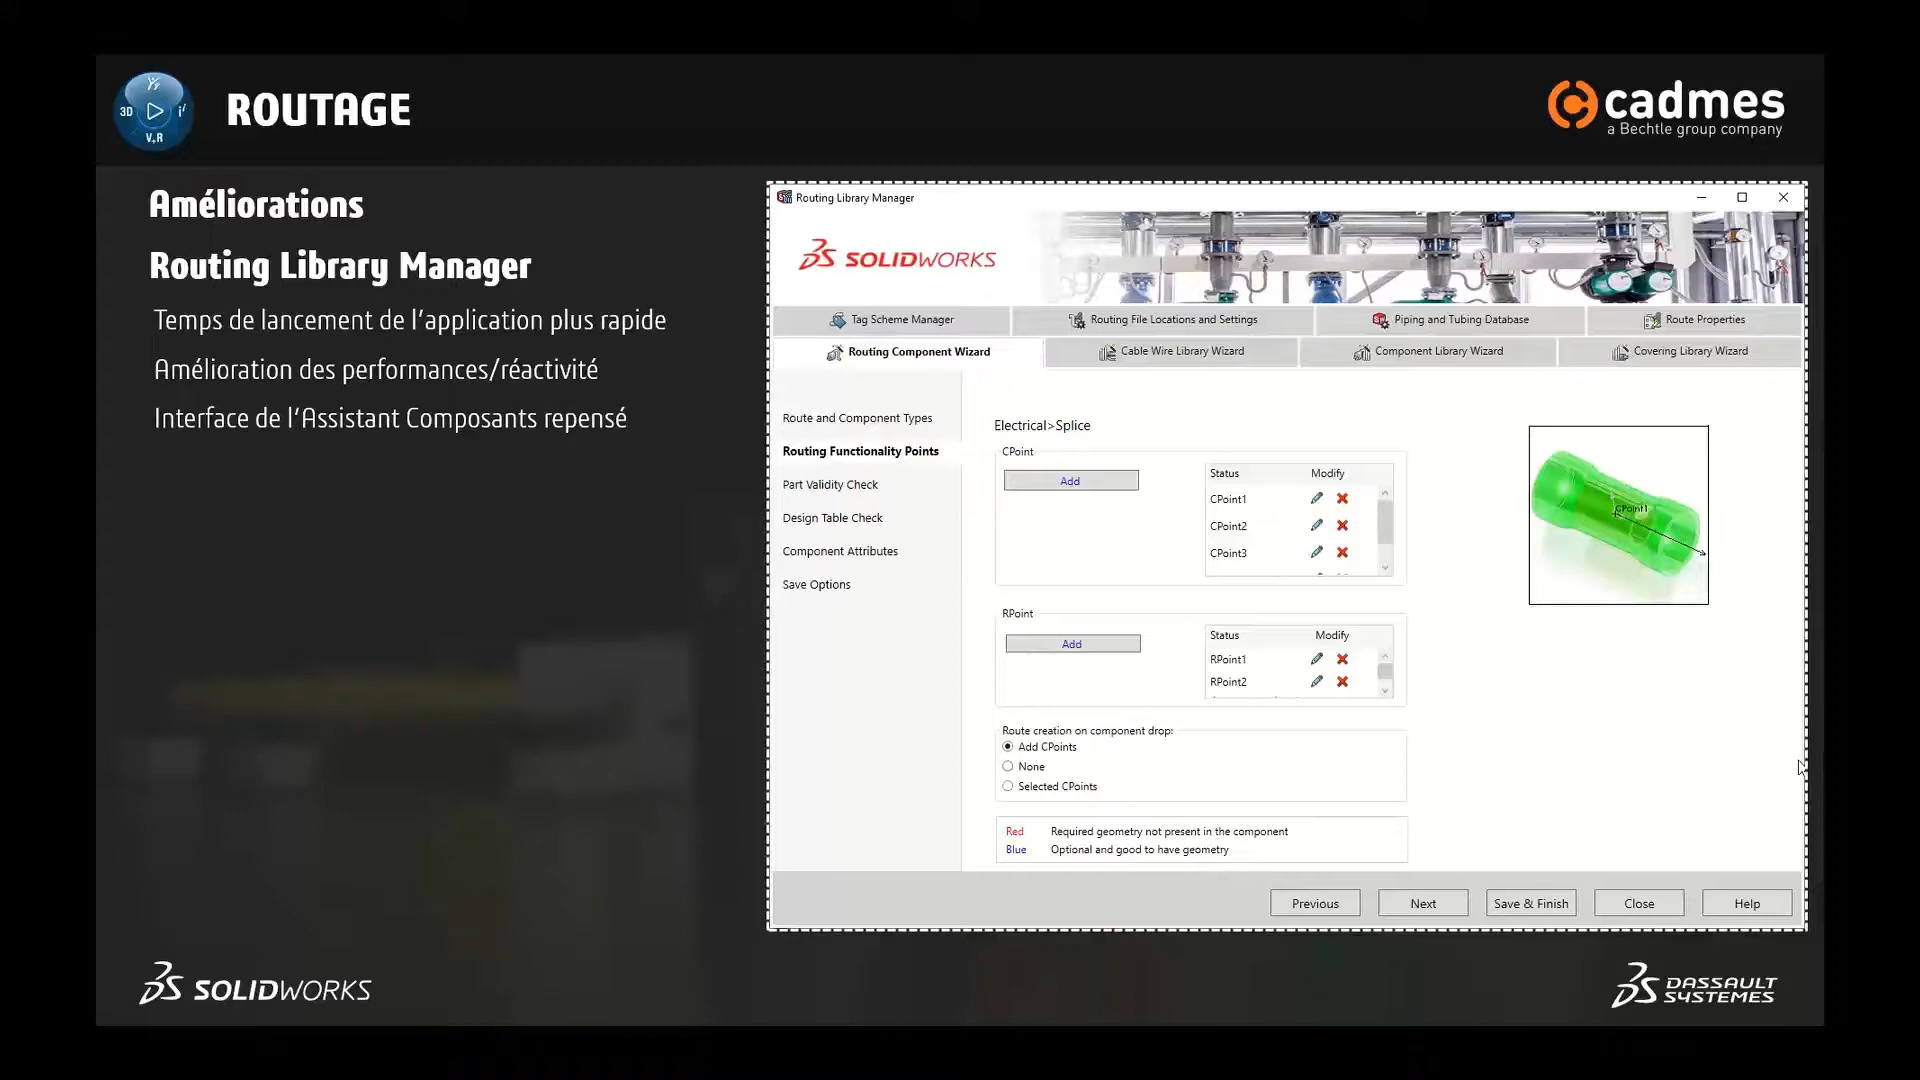 3D
V,R
ROUTAGE
cadmes
a Bechtle group company
Améliorations
Routing Library Manager
Temps de lancement de l'application plus rapide
Amélioration des performances/réactivité
Interface de l'Assistant Composants repensé
Routing Library Manager
SOLIDWORKS
Tag Scheme Manager
Routing File Locations and Settings
Piping and Tubing Database
Route Properties
Routing Component Wizard
Cable Wire Library Wizard
Component Library Wizard
Covering Library Wizard
Route and Component Types
Routing Functionality Points
Part Validity Check
Design Table Check
Component Attributes
Save Options
Electrical>Splice
CPoint
Add
Status Modify
CPoint1
CPoint2
CPoint3
CPoint1
RPoint
Add
Status Modify
RPoint1
RPoint2
Route creation on component drop:
Add CPoints
None
Selected CPoints
Red Required geometry not present in the component
Blue Optional and good to have geometry
Previous
Next
Save & Finish
Close
Help
SOLIDWORKS
DASSAULT
SYSTEMES